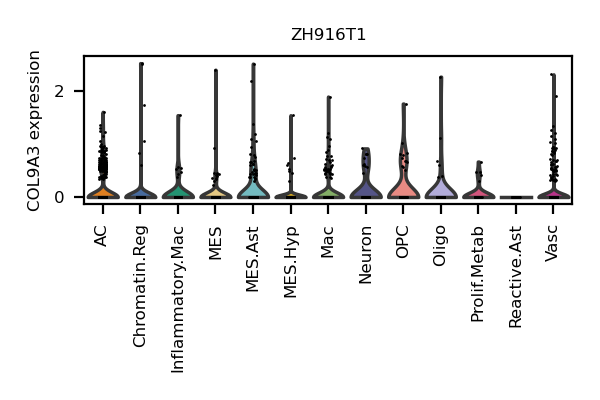 ZH916T1
COL9A3 expression
2
0
AC
Chromatin.Reg
Inflammatory.Mac
MES
MES.Ast
MES.Hyp
Mac
Neuron
OPC
Oligo
Prolif.Metab
Reactive.Ast
Vasc